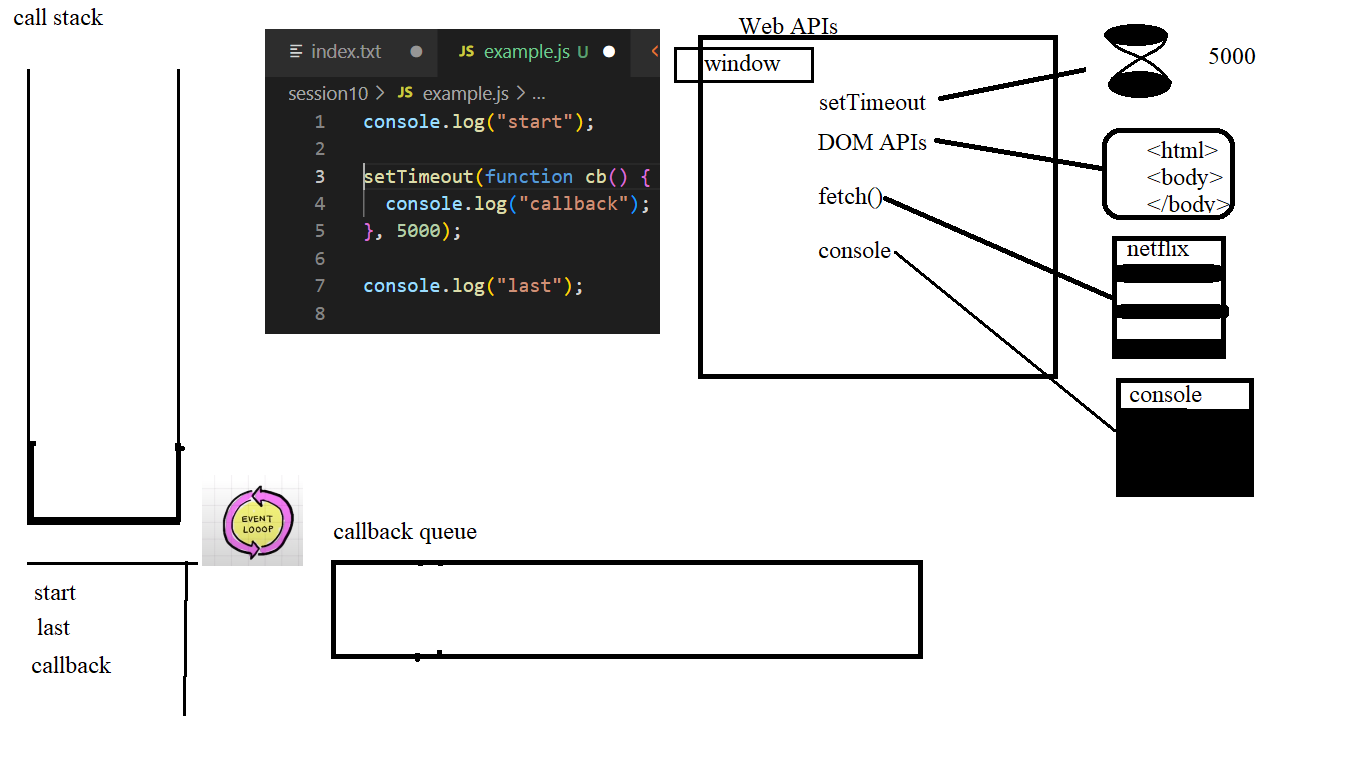 call stack
index.txt
JS example.js U
session10 > JS example.js > ...
1 console.log("start");
2
3 setTimeout(function cb() {
4 console.log("callback");
5 }, 5000);
6
7 console.log("last");
8
Web APIs
window
setTimeout
DOM APIs
fetch()
console
5000
<html>
<body>
</body>
netflix
console
EVENT
LOOOP
callback queue
start
last
callback